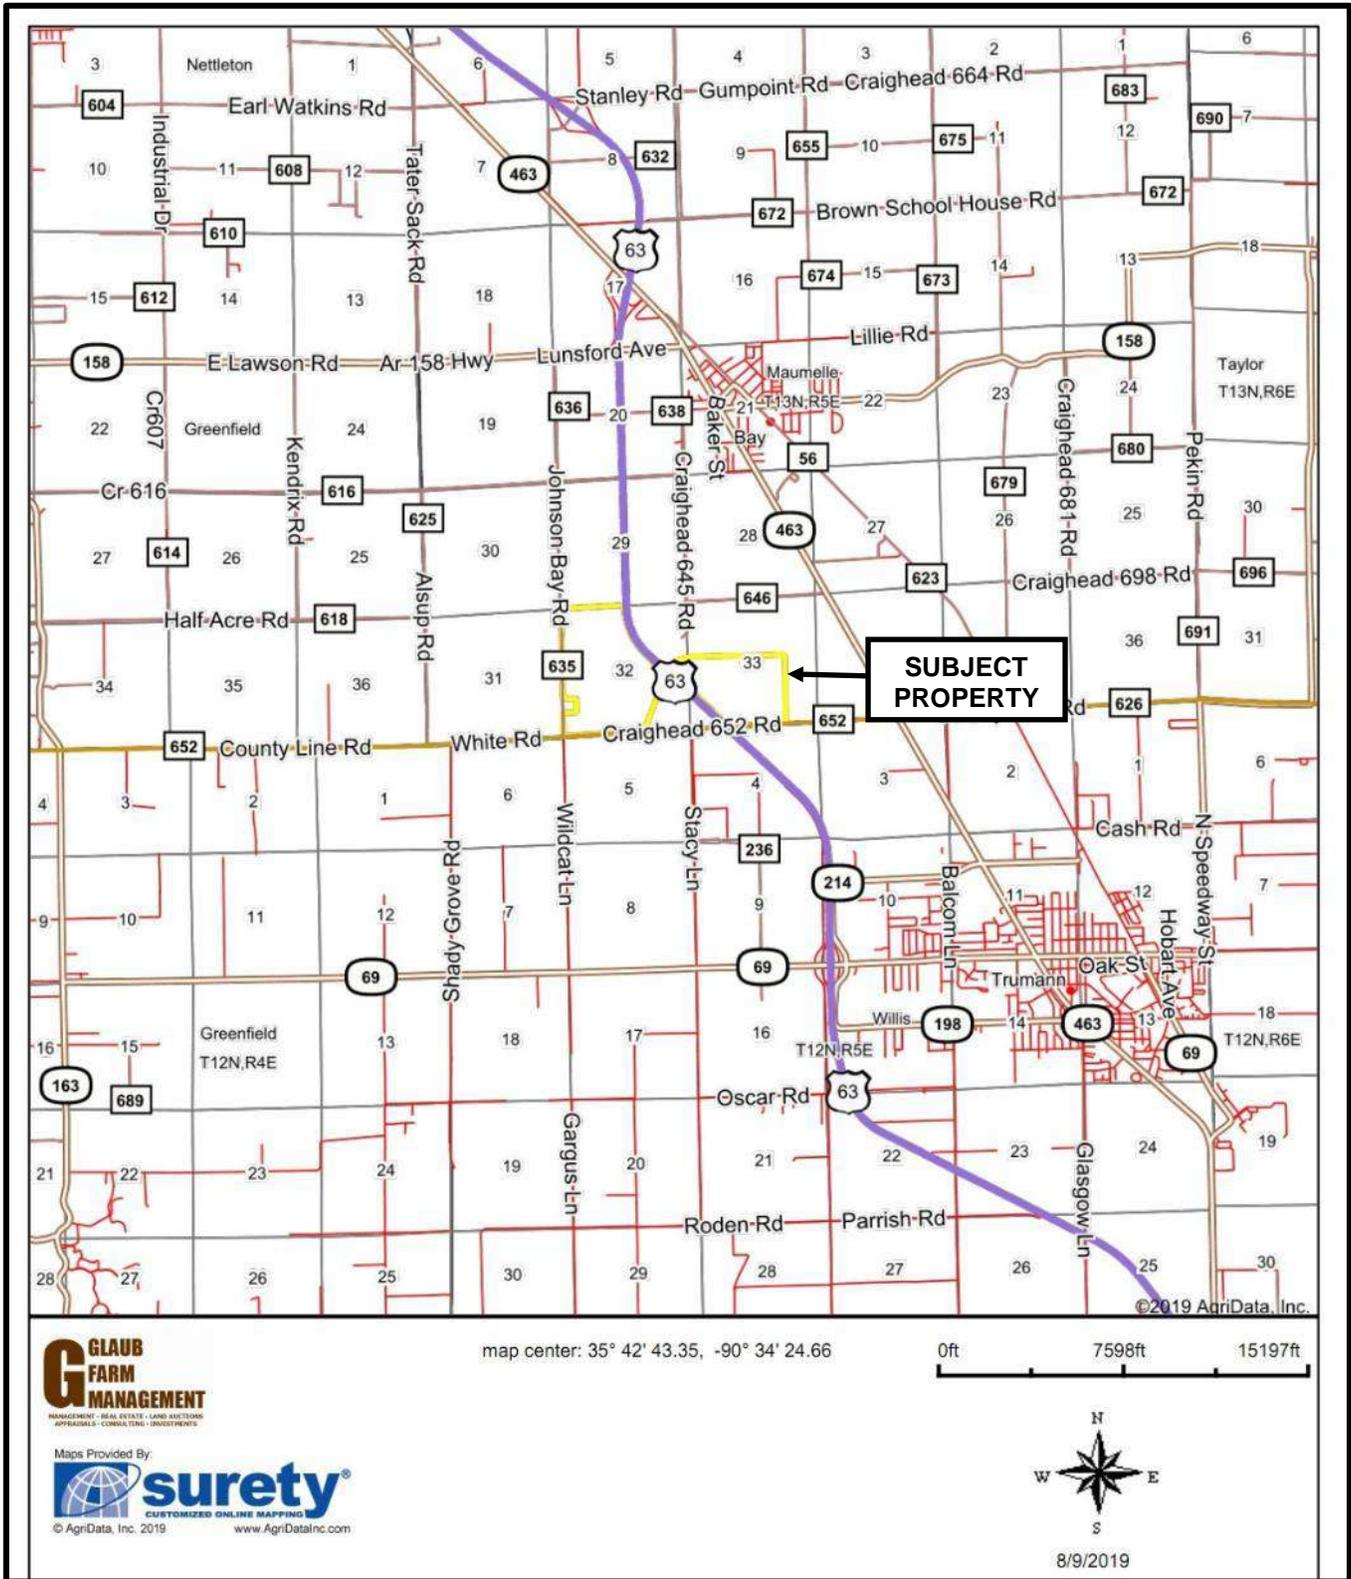 3 Nettleton 1 6 5 4 3 2 1 6
604 Earl Watkins Rd Stanley Rd Gumpoint Rd Craighead 664 Rd 683
Industrial Dr Tater Sack Rd 690 7
10 11 608 12 7 463 8 632 9 655 10 675 11 12
610 672 Brown School House Rd 672
63
612 15 14 13 18 17 16 674 15 673 14 13 18
158 E Lawson Rd Ar 158 Hwy Lunsford Ave Lillie Rd 158
Maumelle Taylor
T13N,R5E T13N,R6E
Cr607 636 20 638 21 22 23 24
22 Greenfield 24 19 Baker St Bay
Kendrix Rd Johnson Bay Rd Craighead 645 Rd 56 Craighead 681 Rd 680 Pekin Rd
Cr 616 616 625 679
463 28 27 26 25 30
27 614 26 25 30 29
Alsup Rd 623 Craighead 698 Rd 696
Half Acre Rd 618 646
36 691 31
34 35 36 31 635 32 63 33
SUBJECT
PROPERTY
652 County Line Rd White Rd Craighead 652 Rd 652 Rd 626
4 3 2 1 6 5 4 3 2 1 6
Shady Grove Rd Wildcat Ln Stacy Ln 236 Cash Rd N Speedway St
214
9 10 11 12 7 8 9 10 Balcom Ln 11 12 7
Hobart Ave
69 69 Oak St
Trumann
Greenfield Willis 198 14 463 13 18
T12N,R4E T12N,R5E T12N,R6E
16 15 13 18 17 16 69
163 689 Oscar Rd 63
Gargus Ln Glasgow Ln
21 22 23 24 19 20 21 22 23 24 19
Roden Rd Parrish Rd
28 27 26 25 30 29 28 27 26 25 30
©2019 AgriData, Inc.
GLAUB
FARM
MANAGEMENT
MANAGEMENT - REAL ESTATE - LAND AUCTIONS
APPRAISALS - CONSULTING - INVESTMENTS
map center: 35° 42' 43.35, -90° 34' 24.66
0ft 7598ft 15197ft
Maps Provided By:
surety®
CUSTOMIZED ONLINE MAPPING
© AgriData, Inc. 2019 www.AgriDataInc.com
N
W E
S
8/9/2019